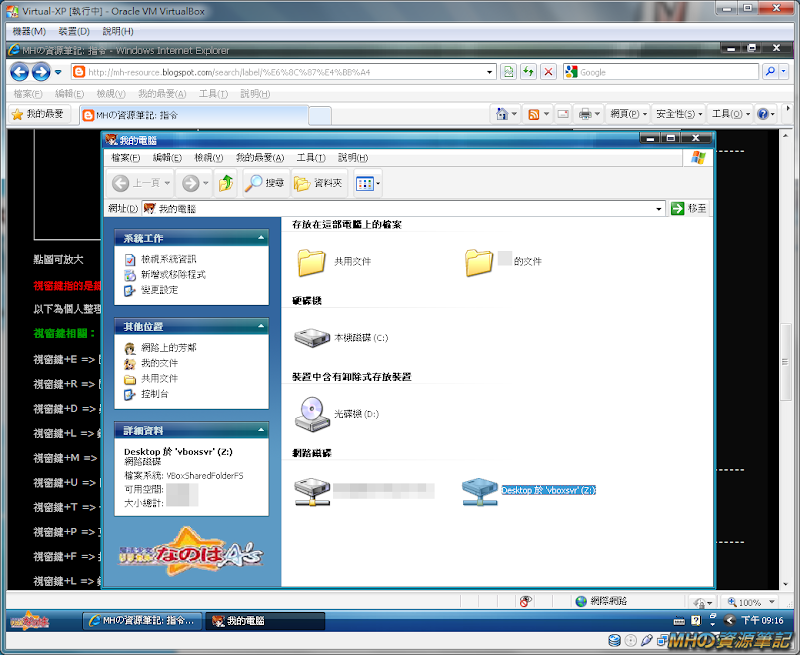 Virtual-XP [執行中] - Oracle VM VirtualBox
機器(M) 裝置(D) 說明(H)
MHの資源筆記: 指令 - Windows Internet Explorer
http://mh-resource.blogspot.com/search/label/%E6%8C%87%E4%BB%A4
Google
檔案(F) 編輯(E) 檢視(V) 我的最愛(A) 工具(T) 說明(H)
我的最愛 MHの資源筆記: 指令 網頁(P) 安全性(S) 工具(O)
我的電腦
檔案(F) 編輯(E) 檢視(V) 我的最愛(A) 工具(T) 說明(H)
上一頁 搜尋 資料夾
網址(D) 我的電腦 移至
系統工作
檢視系統資訊
新增或移除程式
變更設定
其他位置
網路上的芳鄰
我的文件
共用文件
控制台
詳細資料
Desktop 於 'vboxsvr' (Z:)
網路磁碟
檔案系統: VBoxSharedFolderFS
可用空間:
大小總計:
魔法少女
リリカル なのは A's
存放在這部電腦上的檔案
共用文件 的文件
硬碟機
本機磁碟 (C:)
裝置中含有卸除式存放裝置
光碟機 (D:)
網路磁碟
Desktop 於 'vboxsvr' (Z:)
點圖可放大
視窗鍵指的是鍵
以下為個人整理
視窗鍵相關：
視窗鍵+E =>
視窗鍵+R =>
視窗鍵+D =>
視窗鍵+L =>
視窗鍵+M =>
視窗鍵+U =>
視窗鍵+T =>
視窗鍵+P =>
視窗鍵+F =>
視窗鍵+L =>
網際網路 100%
MHの資源筆記: 指令... 我的電腦 下午 09:16
MHの資源筆記